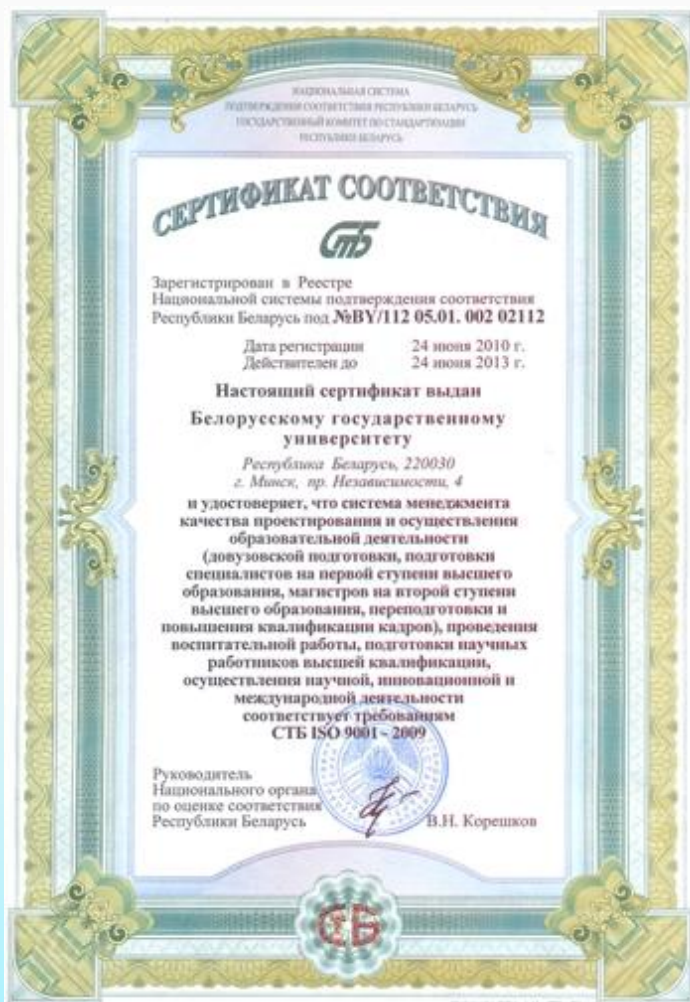 НАЦИОНАЛЬНАЯ СИСТЕМА
ПОДТВЕРЖДЕНИЯ СООТВЕТСТВИЯ РЕСПУБЛИКИ БЕЛАРУСЬ
ГОСУДАРСТВЕННЫЙ КОМИТЕТ ПО СТАНДАРТИЗАЦИИ
РЕСПУБЛИКИ БЕЛАРУСЬ
СЕРТИФИКАТ СООТВЕТСТВИЯ
СТБ
Зарегистрирован в Реестре
Национальной системы подтверждения соответствия
Республики Беларусь под №BY/112 05.01. 002 02112
Дата регистрации 24 июня 2010 г.
Действителен до 24 июня 2013 г.
Настоящий сертификат выдан
Белорусскому государственному
университету
Республика Беларусь, 220030
г. Минск, пр. Независимости, 4
и удостоверяет, что система менеджмента
качества проектирования и осуществления
образовательной деятельности
(довузовской подготовки, подготовки
специалистов на первой ступени высшего
образования, магистров на второй ступени
высшего образования, переподготовки и
повышения квалификации кадров), проведения
воспитательной работы, подготовки научных
работников высшей квалификации,
осуществления научной, инновационной и
международной деятельности
соответствует требованиям
СТБ ISO 9001 - 2009
Руководитель
Национального органа
по оценке соответствия
Республики Беларусь В.Н. Корешков
СБ